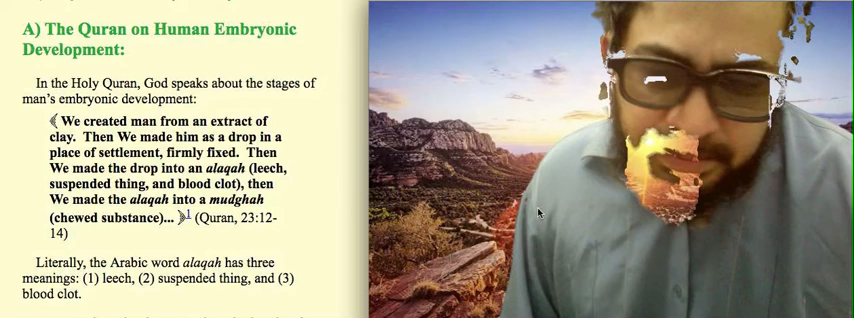 A) The Quran on Human Embryonic
Development:
In the Holy Quran, God speaks about the stages of
man's embryonic development:
﴾ We created man from an extract of
clay.  Then We made him as a drop in a
place of settlement, firmly fixed.  Then
We made the drop into an alaqah (leech,
suspended thing, and blood clot), then
We made the alaqah into a mudghah
(chewed substance)... ﴿1 (Quran, 23:12-
14)
Literally, the Arabic word alaqah has three
meanings: (1) leech, (2) suspended thing, and (3)
blood clot.